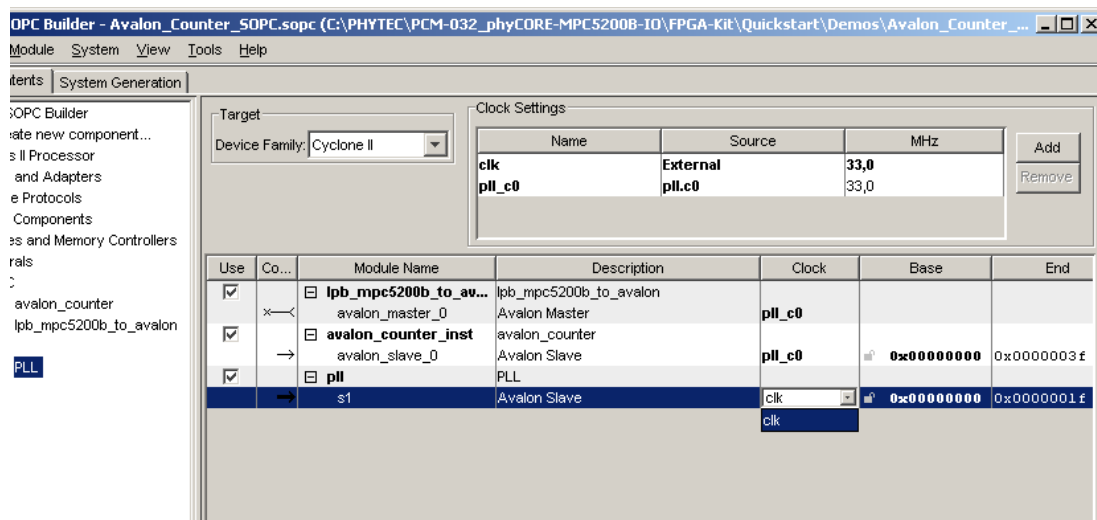 OPC Builder - Avalon_Counter_SOPC.sopc (C:\PHYTEC\PCM-032_phyCORE-MPC5200B-IO\FPGA-Kit\Quickstart\Demos\Avalon_Counter_...
Module System View Tools Help
ntents System Generation
SOPC Builder
eate new component...
s II Processor
and Adapters
e Protocols
Components
es and Memory Controllers
rals
C
avalon_counter
lpb_mpc5200b_to_avalon
PLL
Target
Device Family: Cyclone II
Clock Settings
Name Source MHz
clk External 33,0
pll_c0 pll.c0 33,0
Add
Remove
Use Co... Module Name Description Clock Base End
lpb_mpc5200b_to_av... lpb_mpc5200b_to_avalon
avalon_master_0 Avalon Master pll_c0
avalon_counter_inst avalon_counter
avalon_slave_0 Avalon Slave pll_c0 0x00000000 0x0000003f
pll PLL
s1 Avalon Slave clk 0x00000000 0x0000001f
clk